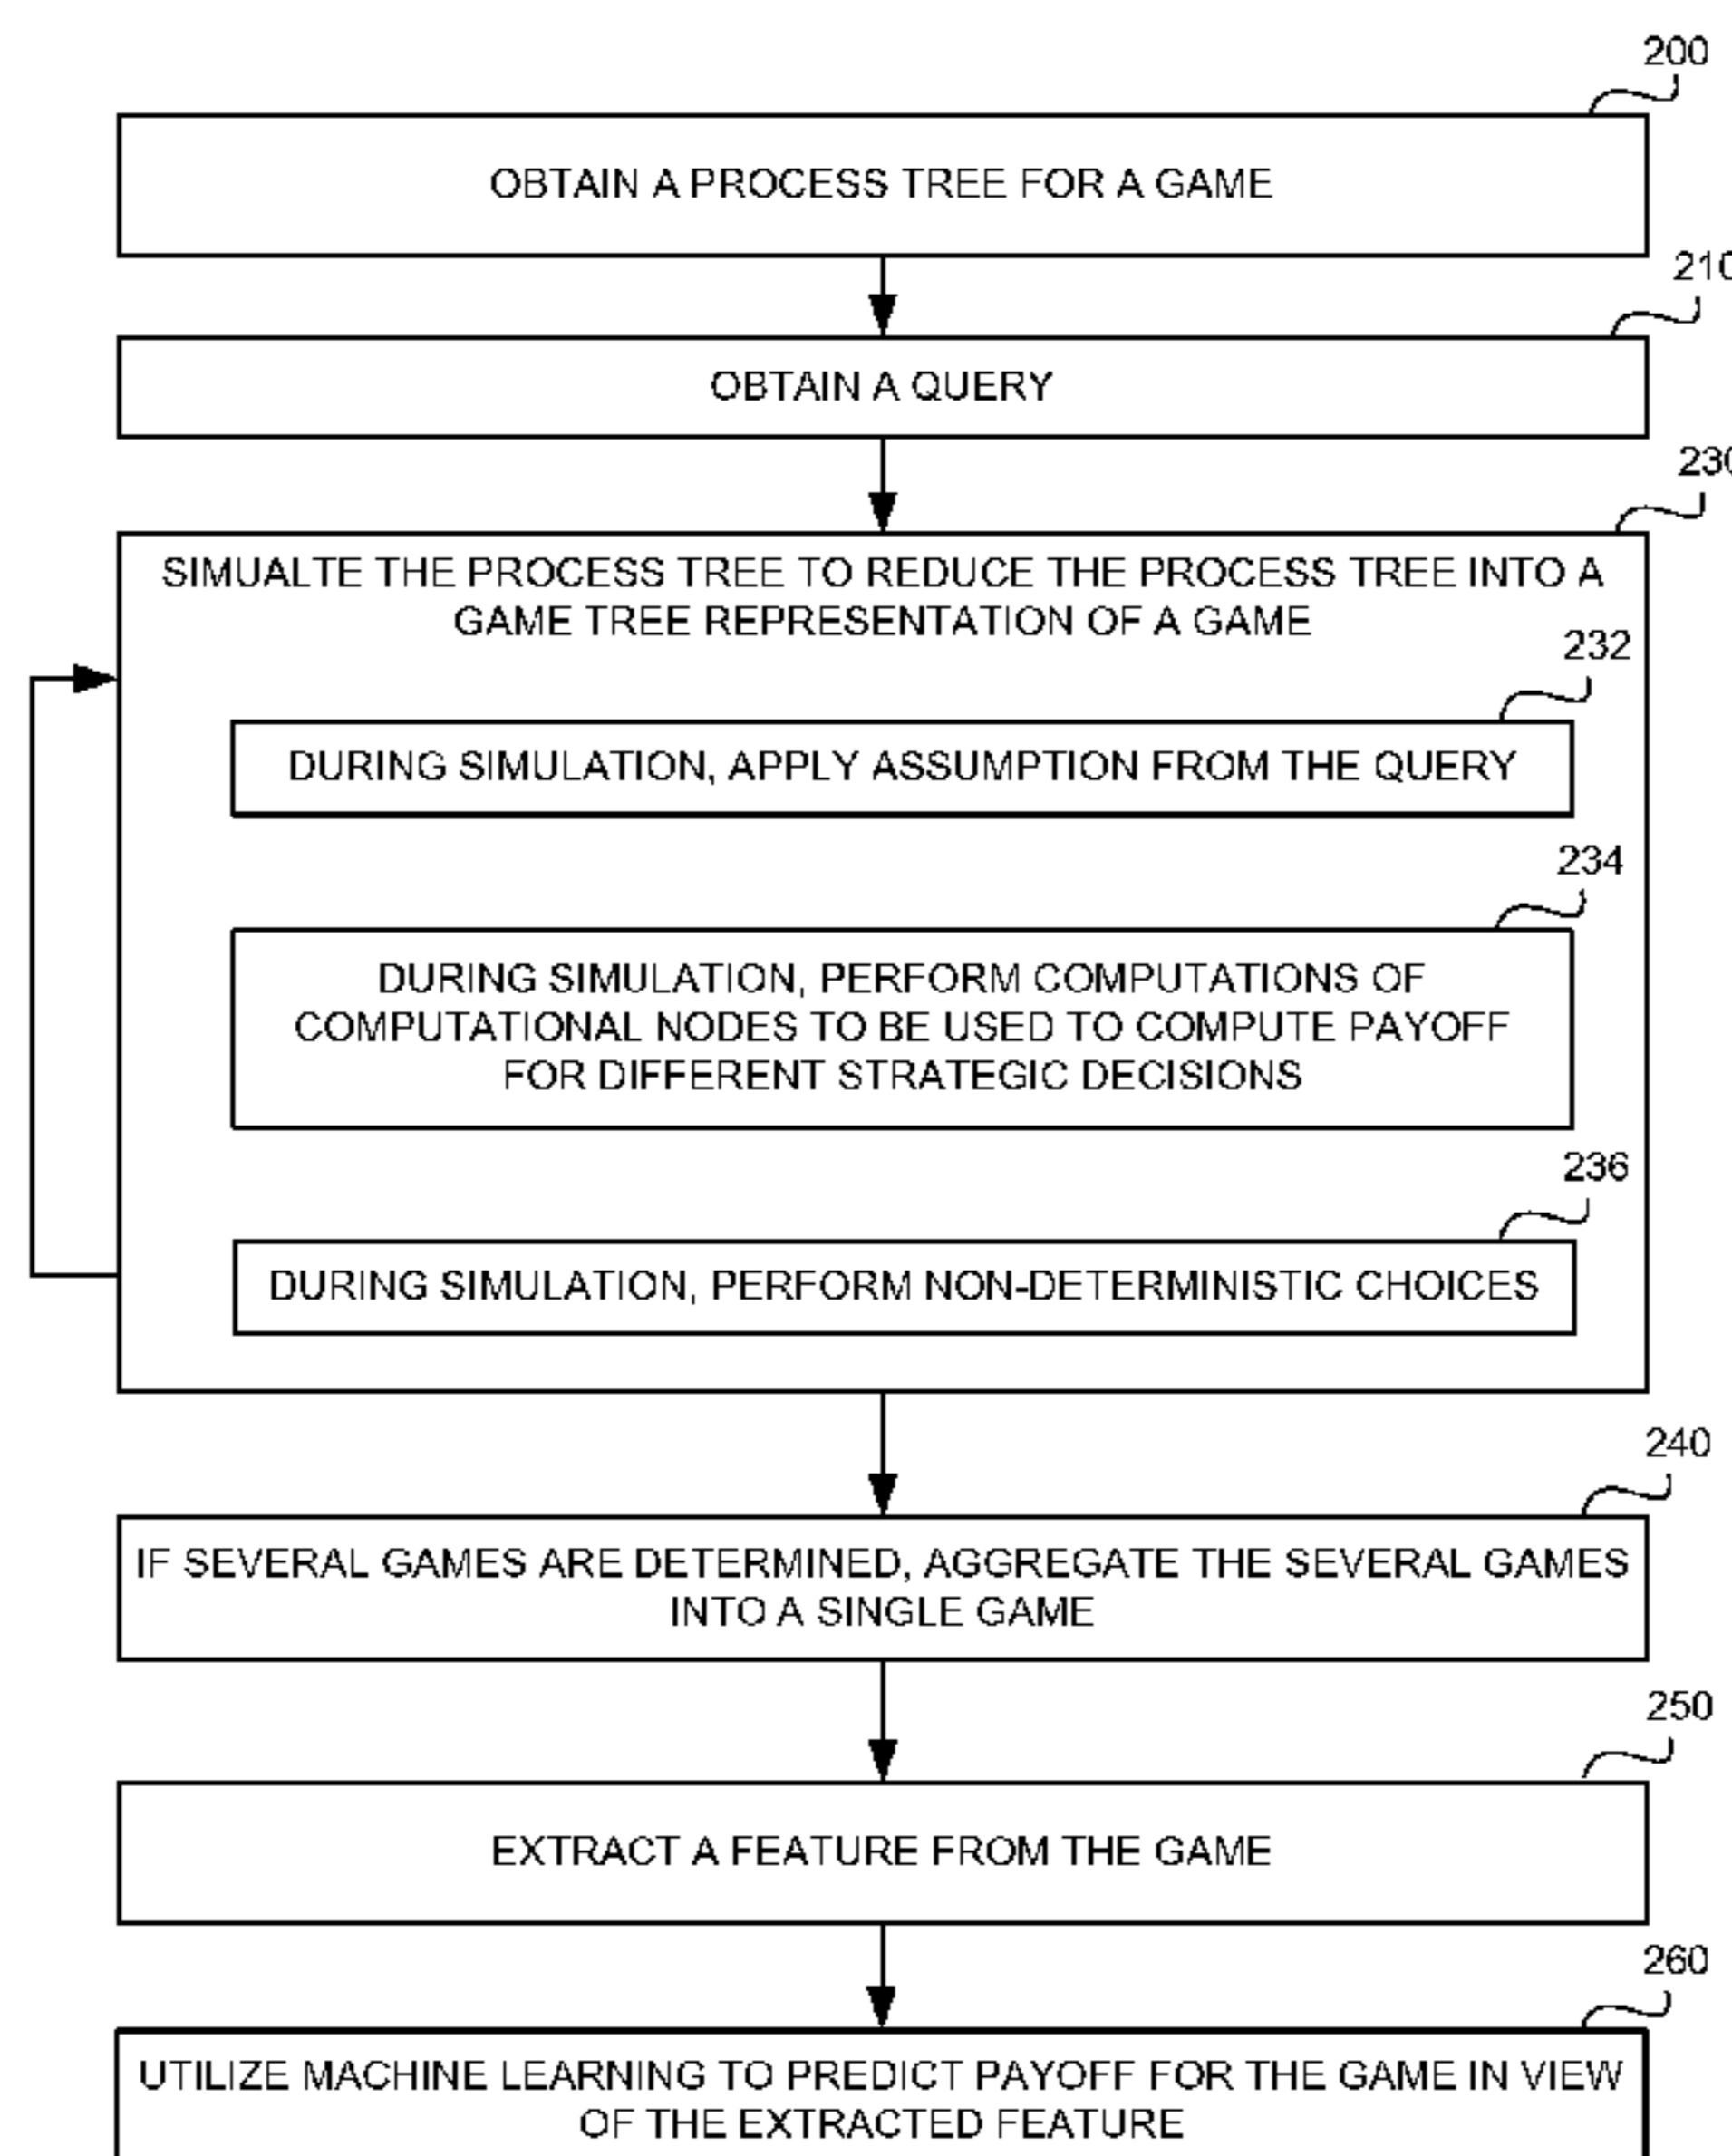 200
OBTAIN A PROCESS TREE FOR A GAME
210
OBTAIN A QUERY
230
SIMUALTE THE PROCESS TREE TO REDUCE THE PROCESS TREE INTO A
GAME TREE REPRESENTATION OF A GAME
232
DURING SIMULATION, APPLY ASSUMPTION FROM THE QUERY
234
DURING SIMULATION, PERFORM COMPUTATIONS OF
COMPUTATIONAL NODES TO BE USED TO COMPUTE PAYOFF
FOR DIFFERENT STRATEGIC DECISIONS
236
DURING SIMULATION, PERFORM NON-DETERMINISTIC CHOICES
240
IF SEVERAL GAMES ARE DETERMINED, AGGREGATE THE SEVERAL GAMES
INTO A SINGLE GAME
250
EXTRACT A FEATURE FROM THE GAME
260
UTILIZE MACHINE LEARNING TO PREDICT PAYOFF FOR THE GAME IN VIEW
OF THE EXTRACTED FEATURE